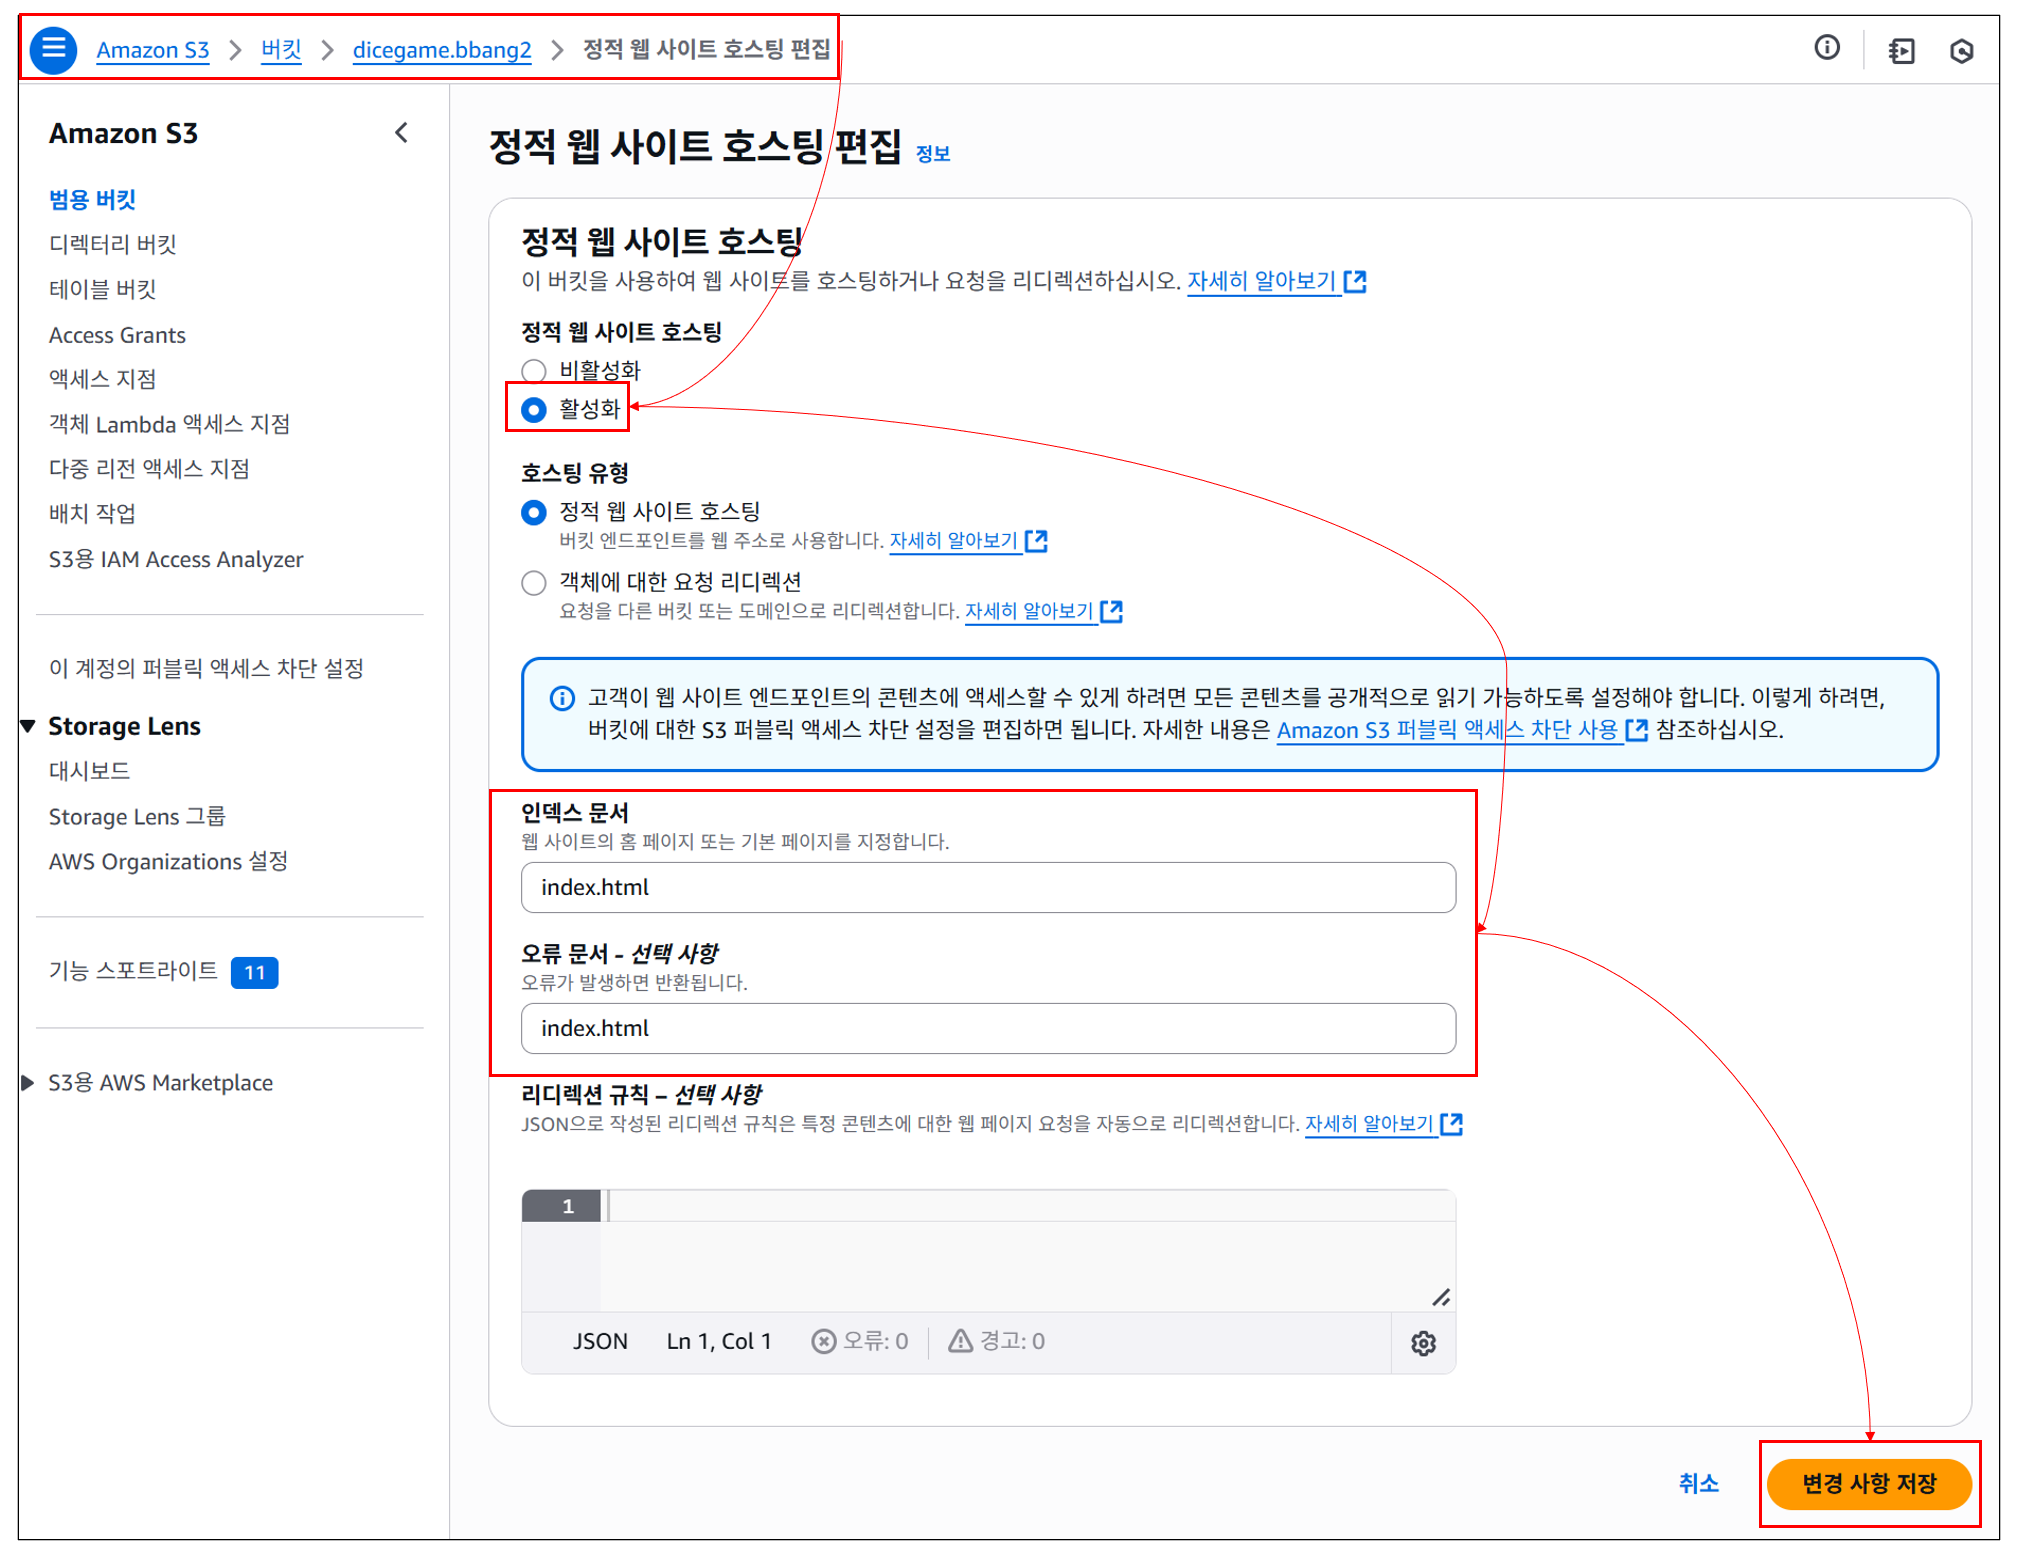 Amazon S3 > 버킷 > dicegame.bbang2 > 정적 웹 사이트 호스팅 편집
Amazon S3
범용 버킷
디렉터리 버킷
테이블 버킷
Access Grants
액세스 지점
객체 Lambda 액세스 지점
다중 리전 액세스 지점
배치 작업
S3용 IAM Access Analyzer
이 계정의 퍼블릭 액세스 차단 설정
Storage Lens
대시보드
Storage Lens 그룹
AWS Organizations 설정
기능 스포트라이트 11
S3용 AWS Marketplace
정적 웹 사이트 호스팅 편집 정보
정적 웹 사이트 호스팅
이 버킷을 사용하여 웹 사이트를 호스팅하거나 요청을 리디렉션하십시오. 자세히 알아보기
정적 웹 사이트 호스팅
비활성화
활성화
호스팅 유형
정적 웹 사이트 호스팅
버킷 엔드포인트를 웹 주소로 사용합니다. 자세히 알아보기
객체에 대한 요청 리디렉션
요청을 다른 버킷 또는 도메인으로 리디렉션합니다. 자세히 알아보기
고객이 웹 사이트 엔드포인트의 콘텐츠에 액세스할 수 있게 하려면 모든 콘텐츠를 공개적으로 읽기 가능하도록 설정해야 합니다. 이렇게 하려면,
버킷에 대한 S3 퍼블릭 액세스 차단 설정을 편집하면 됩니다. 자세한 내용은 Amazon S3 퍼블릭 액세스 차단 사용 참조하십시오.
인덱스 문서
웹 사이트의 홈 페이지 또는 기본 페이지를 지정합니다.
index.html
오류 문서 - 선택 사항
오류가 발생하면 반환됩니다.
index.html
리디렉션 규칙 – 선택 사항
JSON으로 작성된 리디렉션 규칙은 특정 콘텐츠에 대한 웹 페이지 요청을 자동으로 리디렉션합니다. 자세히 알아보기
1
JSON Ln 1, Col 1 오류: 0 경고: 0
취소 변경 사항 저장